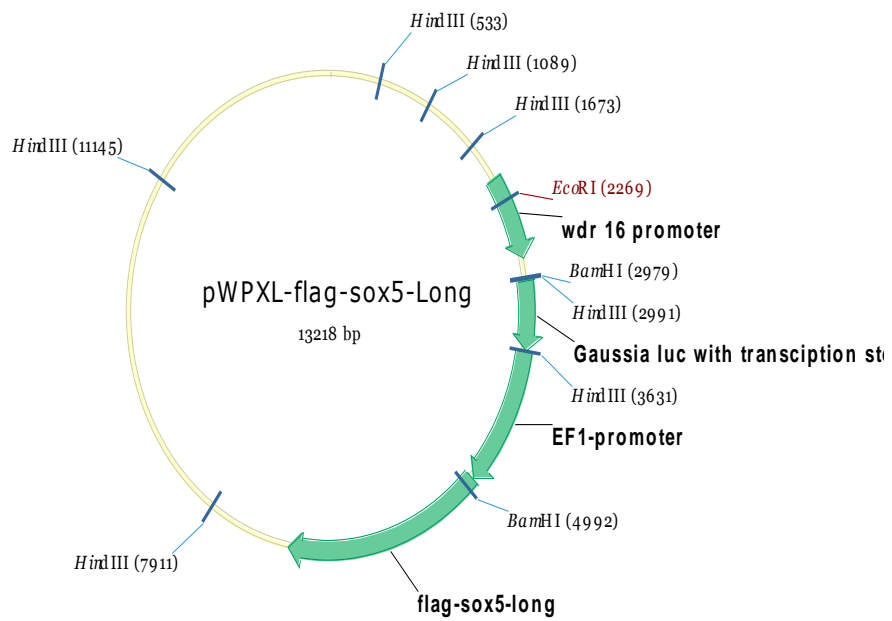 HindIII (533)
HindIII (1089)
HindIII (1673)
HindIII (11145)
EcoRI (2269)
wdr 16 promoter
BamHI (2979)
pWPXL-flag-sox5-Long
HindIII (2991)
13218 bp
Gaussia luc with transciption ste
HindIII (3631)
EF1-promoter
BamHI (4992)
HindIII (7911)
flag-sox5-long